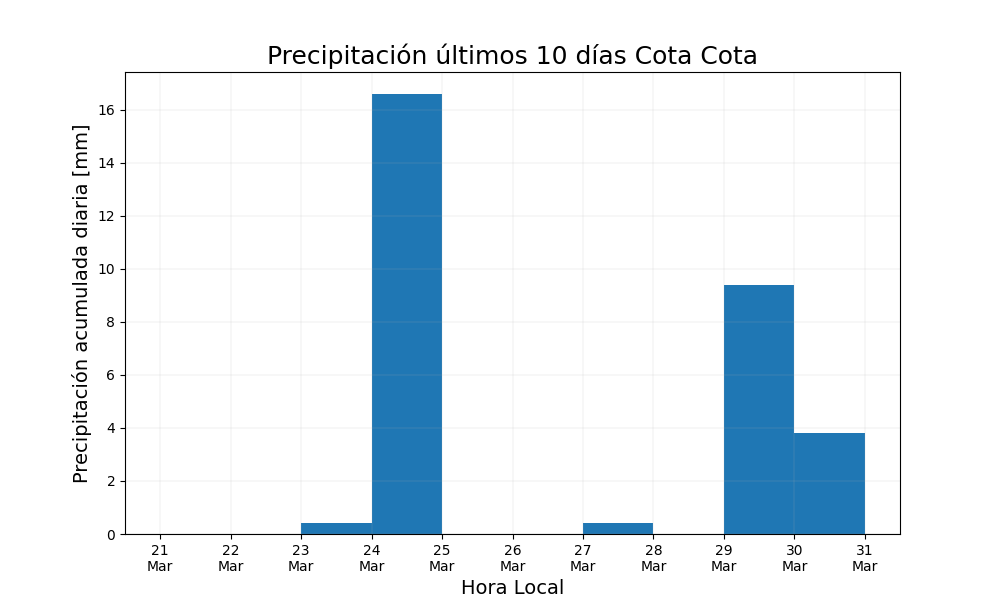 Precipitación últimos 10 días Cota Cota
Precipitación acumulada diaria [mm]
16
14
12
10
8
6
4
2
0
21 22 23 24 25 26 27 28 29 30 31
Mar Mar Mar Mar Mar Mar Mar Mar Mar Mar Mar
Hora Local